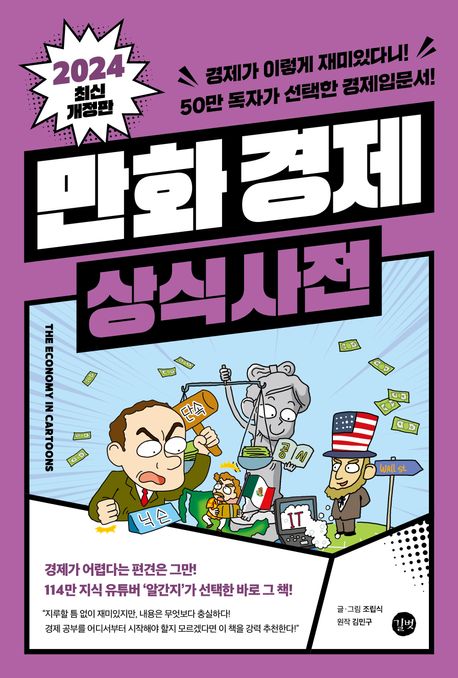 2024
최신
개정판
경제가 이렇게 재미있다니!
50만 독자가 선택한 경제입문서!
만화 경제
상식사전
THE ECONOMY IN CARTOONS
단속
공시
WALL ST
닉슨
IT
경제가 어렵다는 편견은 그만!
114만 지식 유튜버 ‘알간지’가 선택한 바로 그 책!
“지루할 틈 없이 재미있지만, 내용은 무엇보다 충실하다!
경제 공부를 어디서부터 시작해야 할지 모르겠다면 이 책을 강력 추천한다!”
글·그림 조립식
원작 김민구
길벗